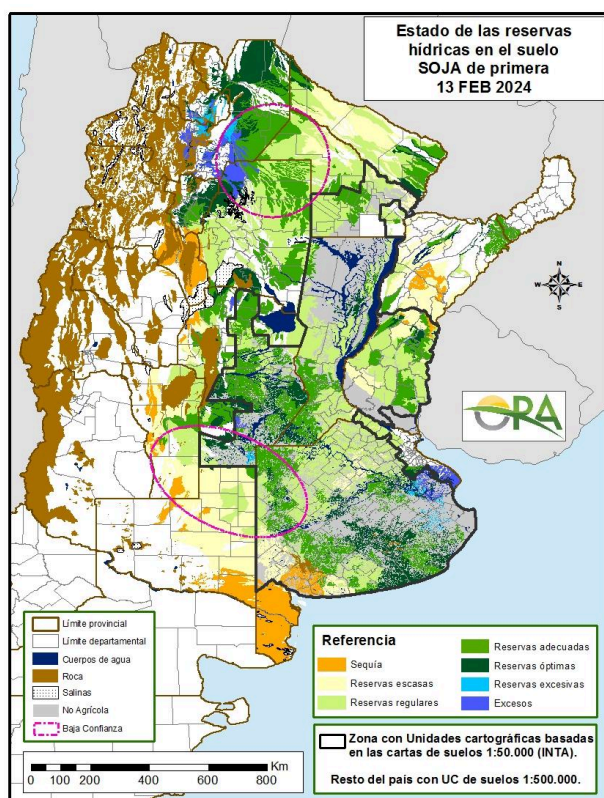 Estado de las reservas
hídricas en el suelo
SOJA de primera
13 FEB 2024
N
W
E
S
ORA
Límite provincial
Límite departamental
Cuerpos de agua
Roca
Salinas
No Agrícola
Baja Confianza
Referencia
Sequía
Reservas escasas
Reservas regulares
Reservas adecuadas
Reservas óptimas
Reservas excesivas
Excesos
Zona con Unidades cartográficas basadas
en las cartas de suelos 1:50.000 (INTA).
Resto del pais con UC de suelos 1:500.000.
0 100 200 400 600 800 Km